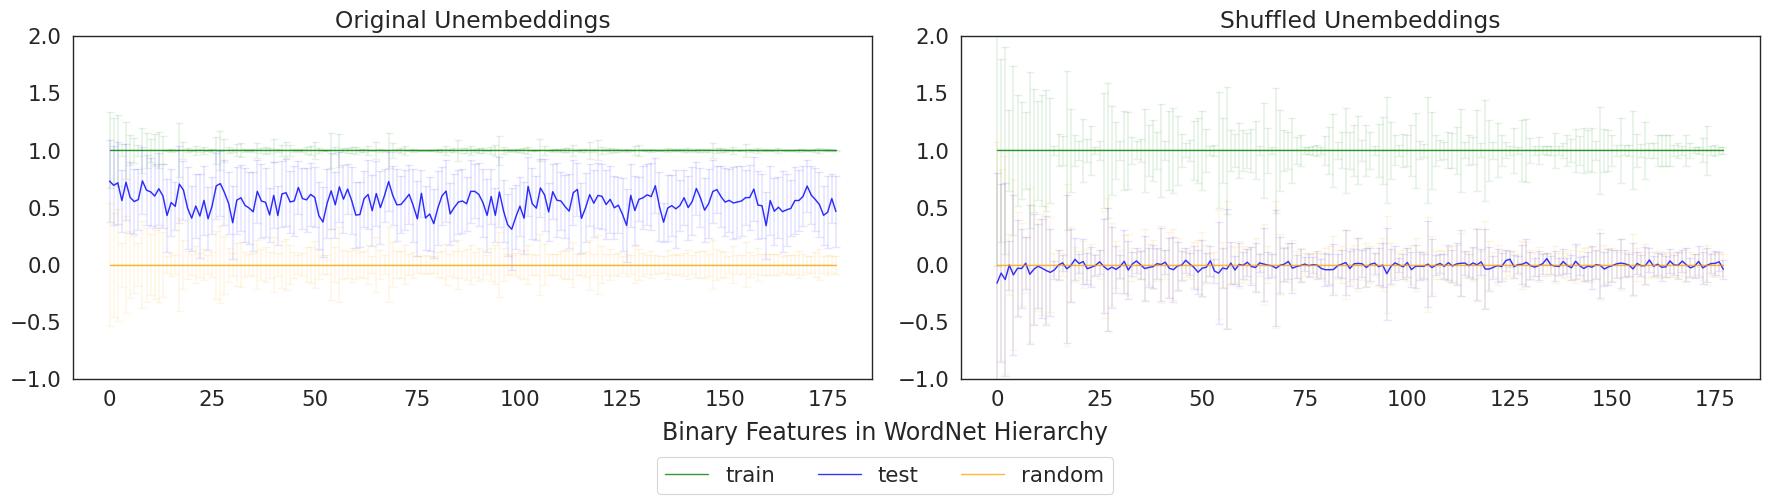 Original Unembeddings
Shuffled Unembeddings
2.0
1.5
1.0
0.5
0.0
−0.5
−1.0
0 25 50 75 100 125 150 175
2.0
1.5
1.0
0.5
0.0
−0.5
−1.0
0 25 50 75 100 125 150 175
Binary Features in WordNet Hierarchy
train test random